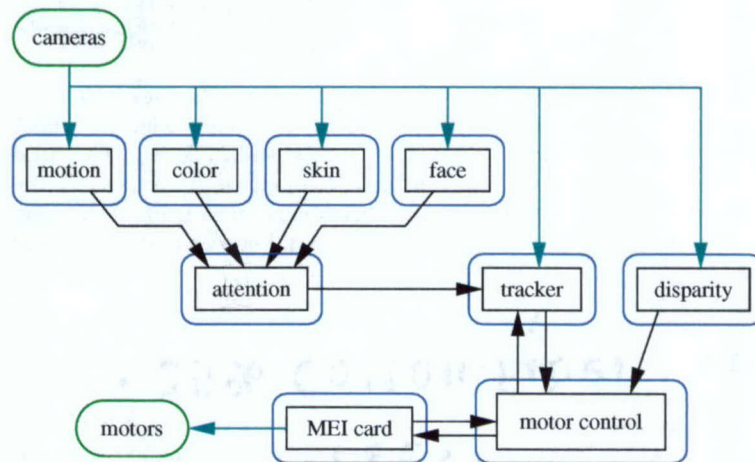 cameras
motion
color
skin
face
attention
tracker
disparity
motors
MEI card
motor control